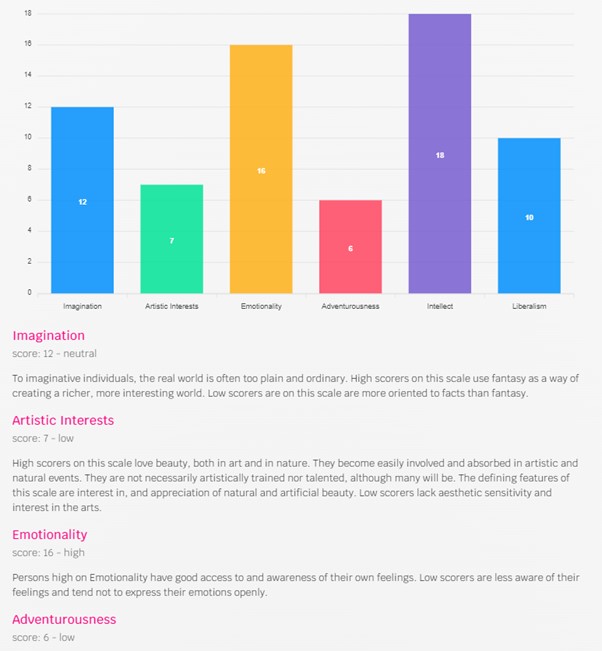 18
16
14
12
10
8
6
4
2
0
12
7
16
6
18
10
Imagination Artistic Interests Emotionality Adventurousness Intellect Liberalism
Imagination
score: 12 - neutral
To imaginative individuals, the real world is often too plain and ordinary. High scorers on this scale use fantasy as a way of
creating a richer, more interesting world. Low scorers are on this scale are more oriented to facts than fantasy.
Artistic Interests
score: 7 - low
High scorers on this scale love beauty, both in art and in nature. They become easily involved and absorbed in artistic and
natural events. They are not necessarily artistically trained nor talented, although many will be. The defining features of
this scale are interest in, and appreciation of natural and artificial beauty. Low scorers lack aesthetic sensitivity and
interest in the arts.
Emotionality
score: 16 - high
Persons high on Emotionality have good access to and awareness of their own feelings. Low scorers are less aware of their
feelings and tend not to express their emotions openly.
Adventurousness
score: 6 - low